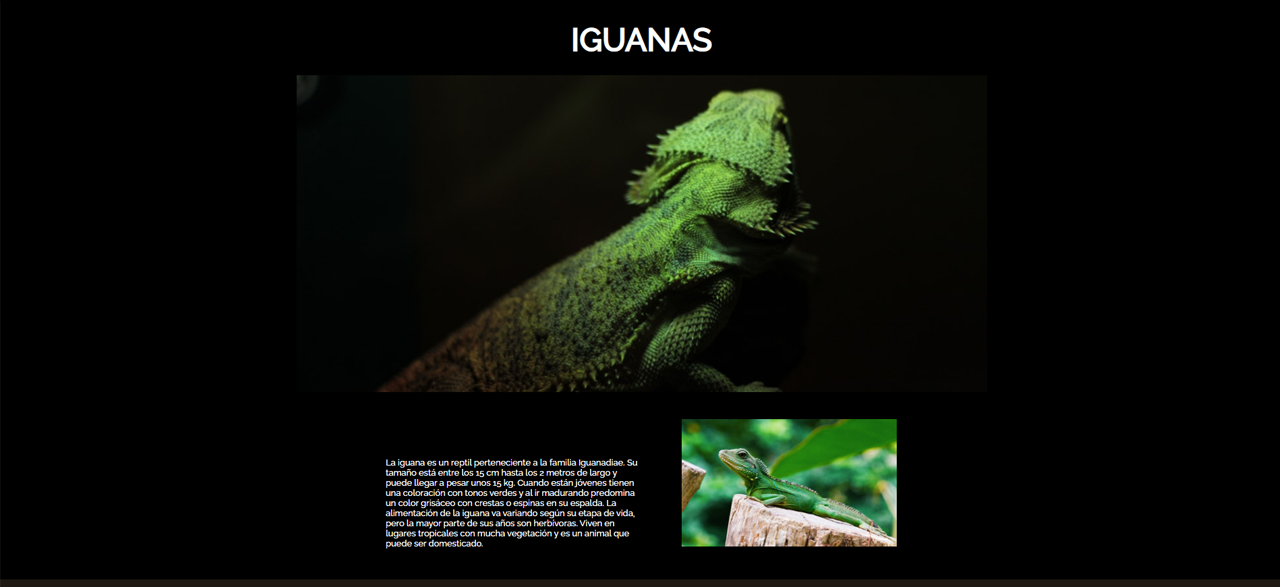 IGUANAS
La iguana es un reptil perteneciente a la familia Iguanadiae. Su
tamaño está entre los 15 cm hasta los 2 metros de largo y
puede llegar a pesar unos 15 kg. Cuando están jóvenes tienen
una coloración con tonos verdes y al ir madurando predomina
un color grisáceo con crestas o espinas en su espalda. La
alimentación de la iguana va variando según su etapa de vida,
pero la mayor parte de sus años son herbívoras. Viven en
lugares tropicales con mucha vegetación y es un animal que
puede ser domesticado.